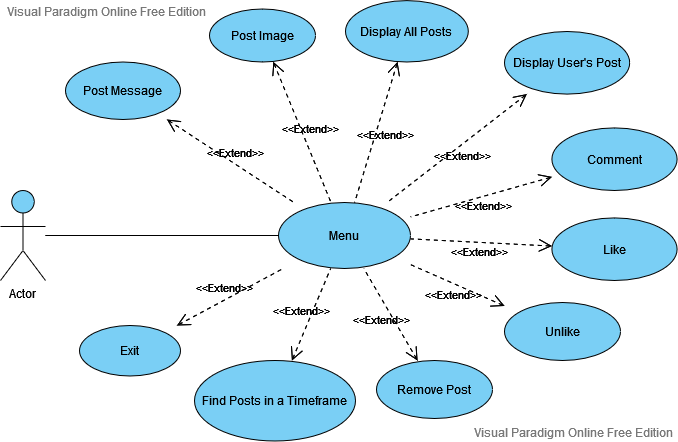 Visual Paradigm Online Free Edition
Post Image
Display All Posts
Display User's Post
Post Message
<<Extend>>
<<Extend>>
<<Extend>>
<<Extend>>
Comment
<<Extend>>
Actor
Menu
<<Extend>>
Like
<<Extend>>
<<Extend>>
<<Extend>>
<<Extend>>
Unlike
Exit
Find Posts in a Timeframe
Remove Post
Visual Paradigm Online Free Edition